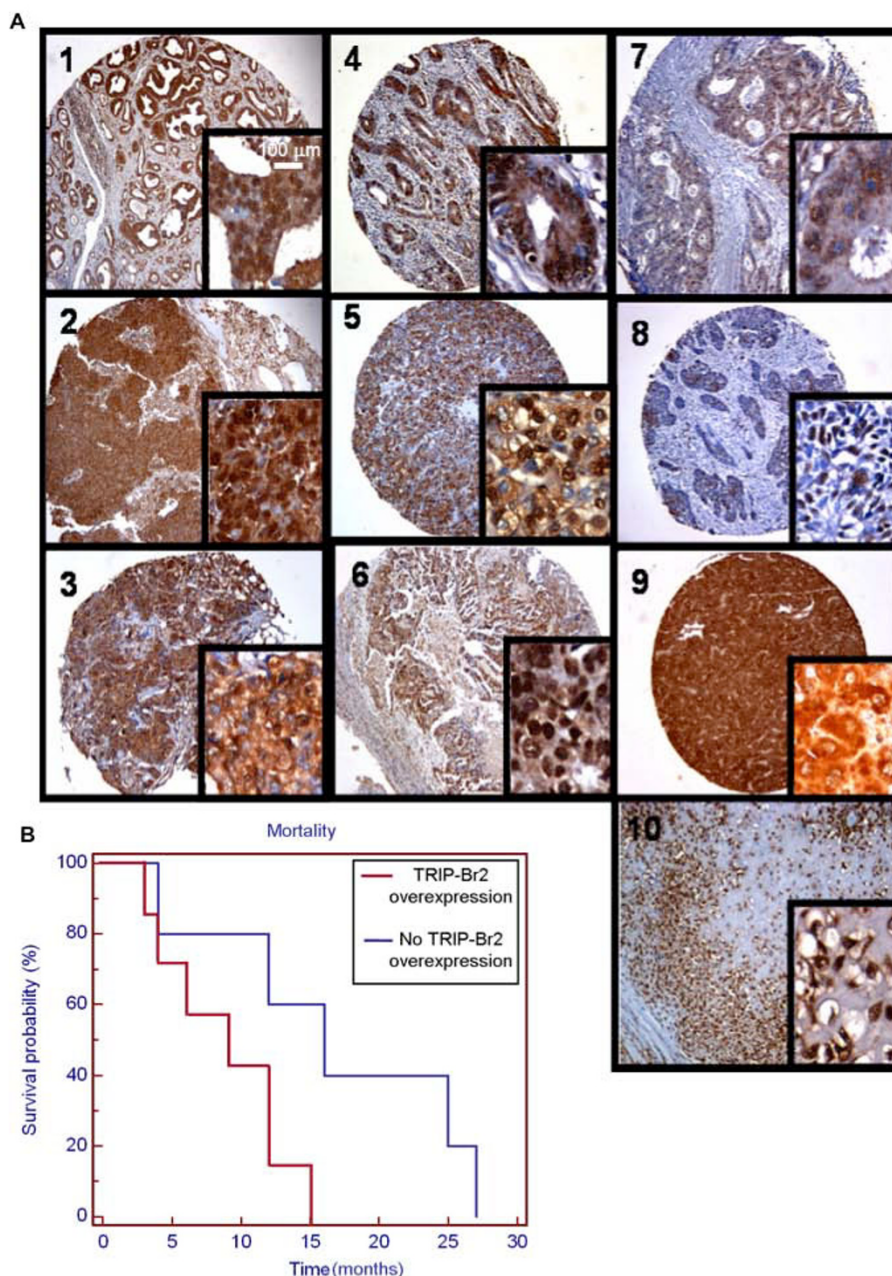 A
1
4
7
100 μm
2
5
8
3
6
9
10
B
Mortality
TRIP-Br2
overexpression
No TRIP-Br2
overexpression
Survival probability (%)
100
80
60
40
20
0
0 5 10 15 20 25 30
Time(months)